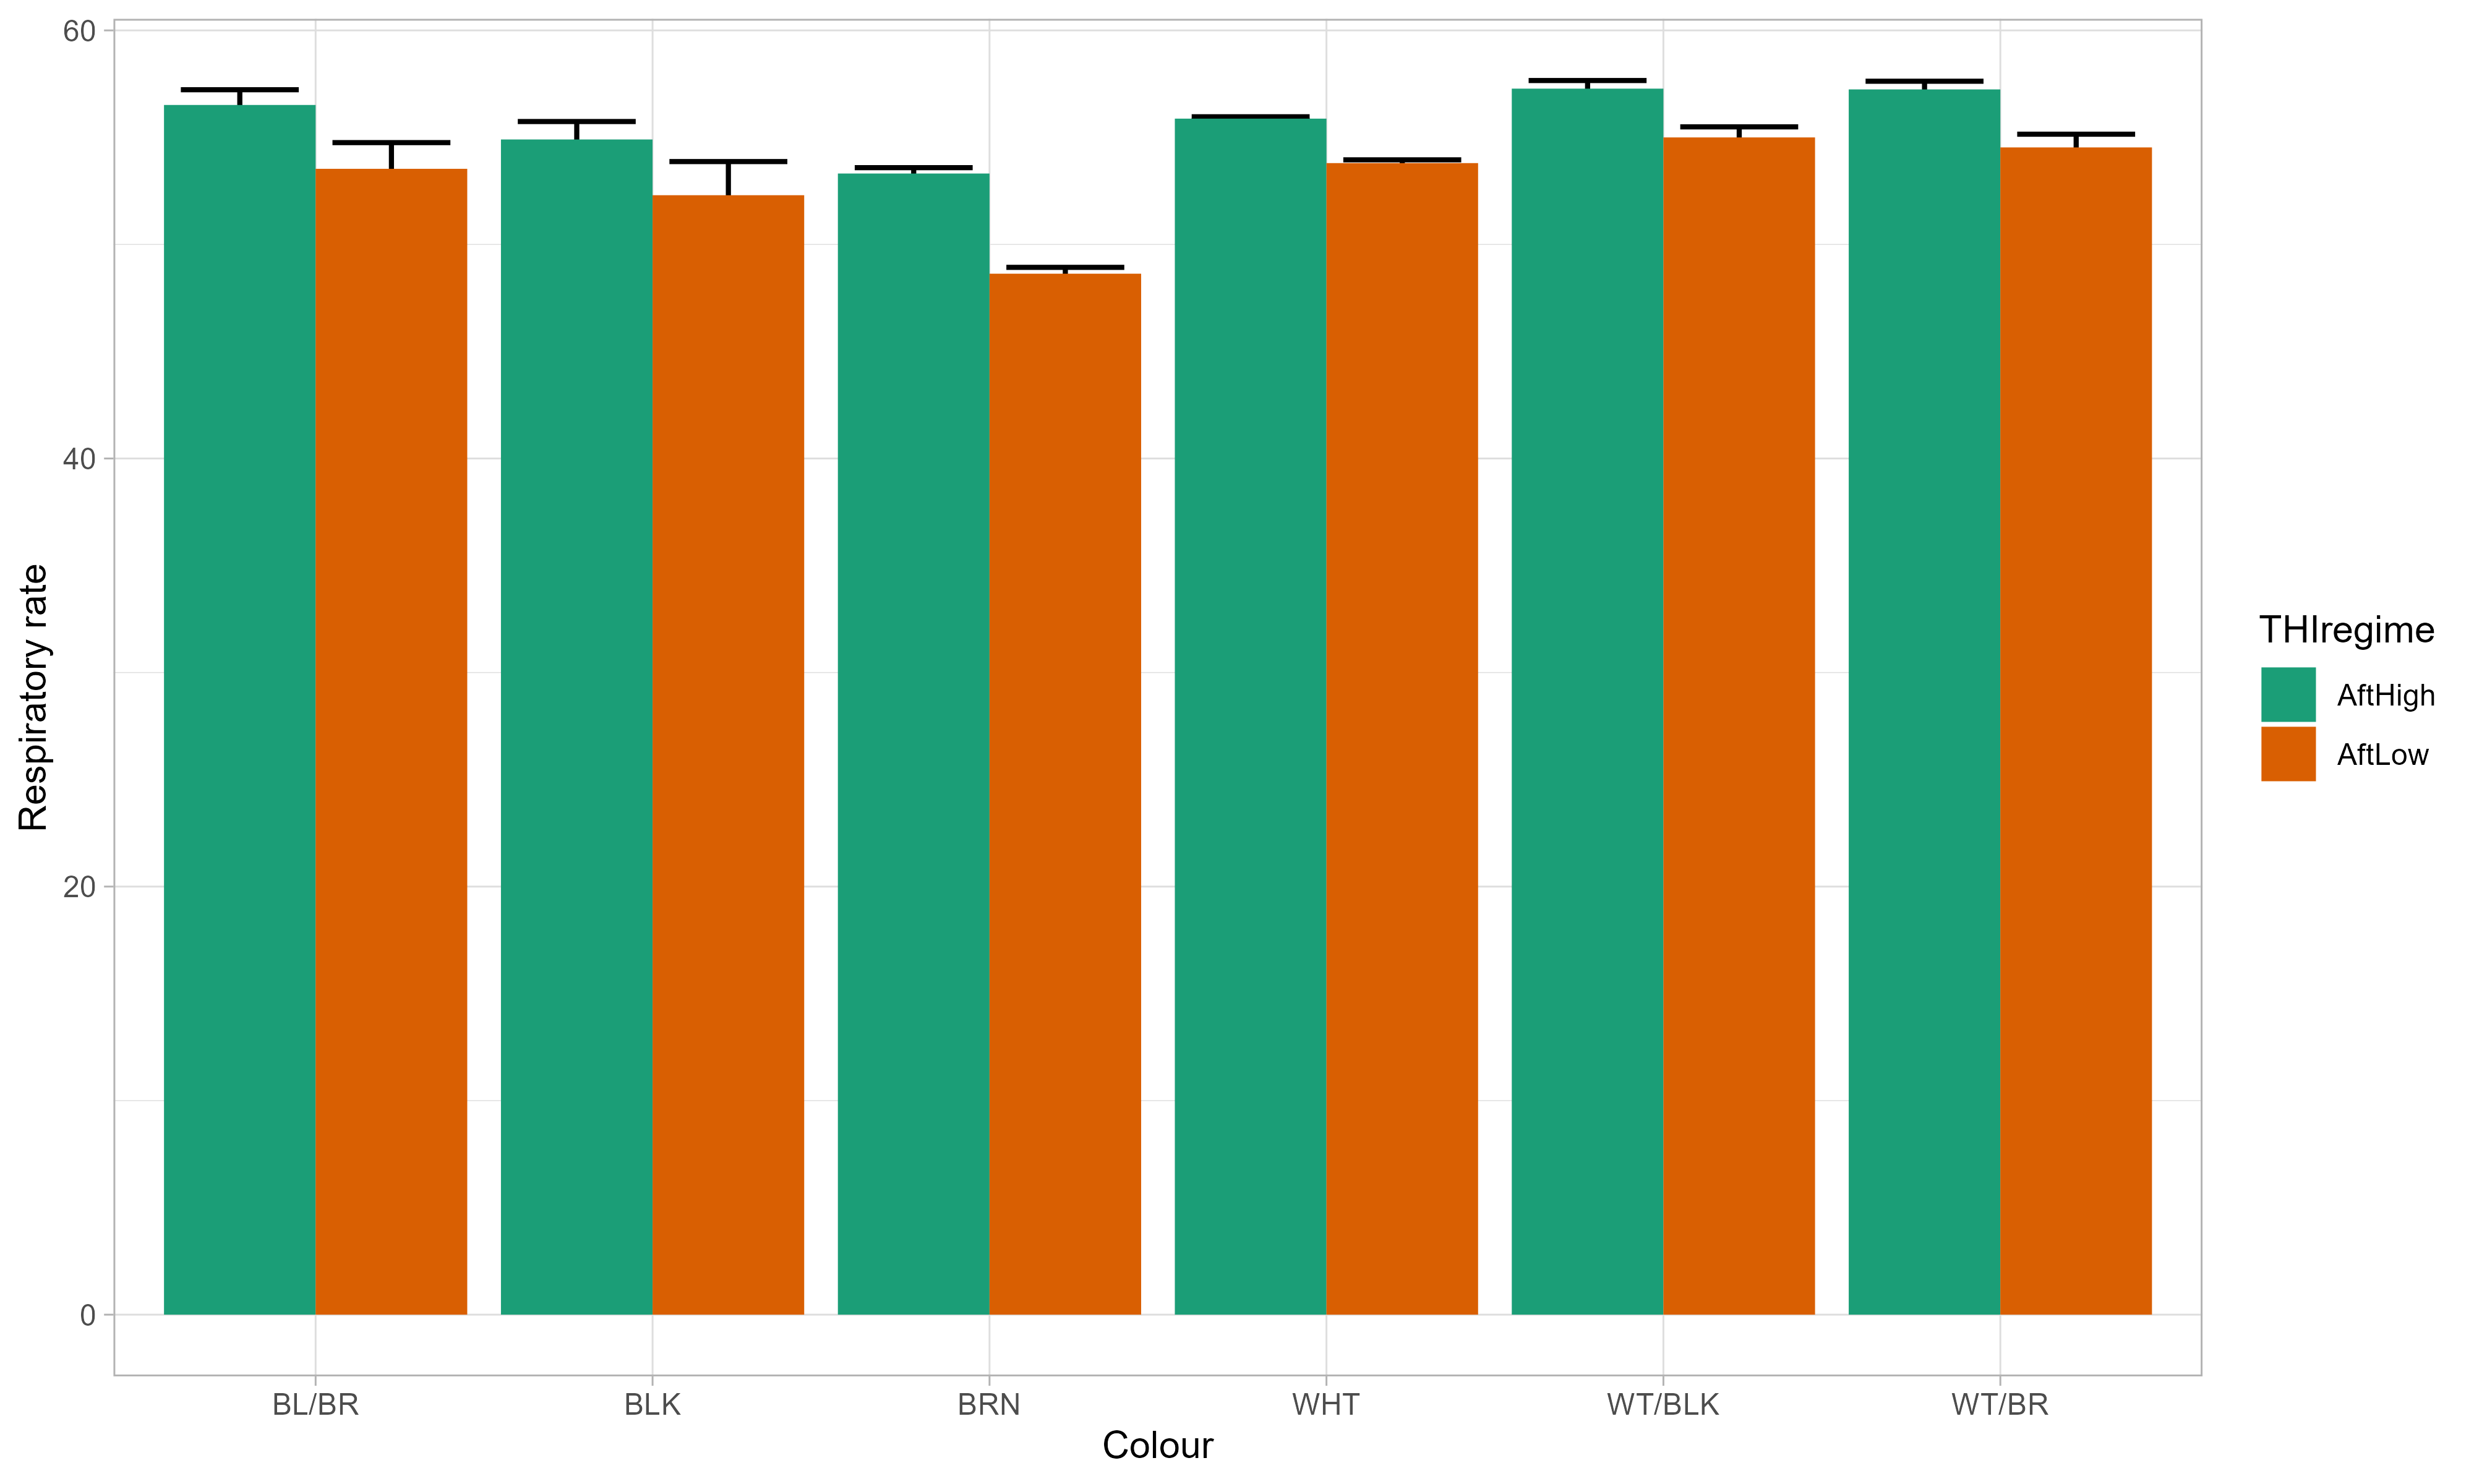 60
40
20
0
Respiratory rate
BL/BR BLK BRN WHT WT/BLK WT/BR
Colour
THIregime
AftHigh
AftLow